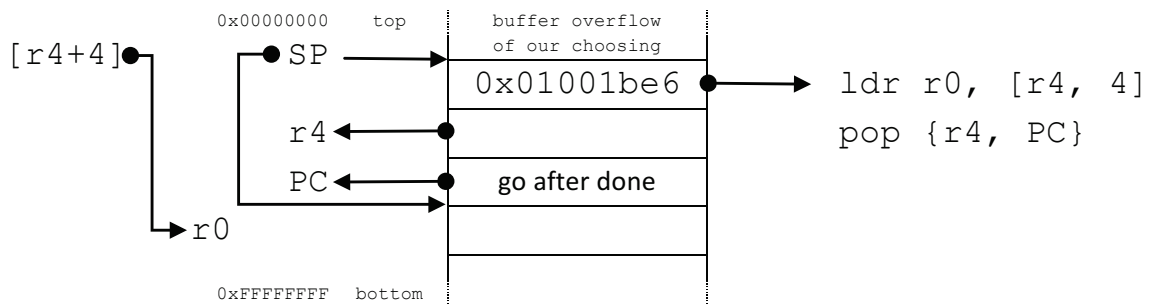 0x00000000 top
buffer overflow
of our choosing
[r4+4]
SP
0x01001be6
ldr r0, [r4, 4]
r4
pop {r4, PC}
PC
go after done
r0
0xFFFFFFFF bottom